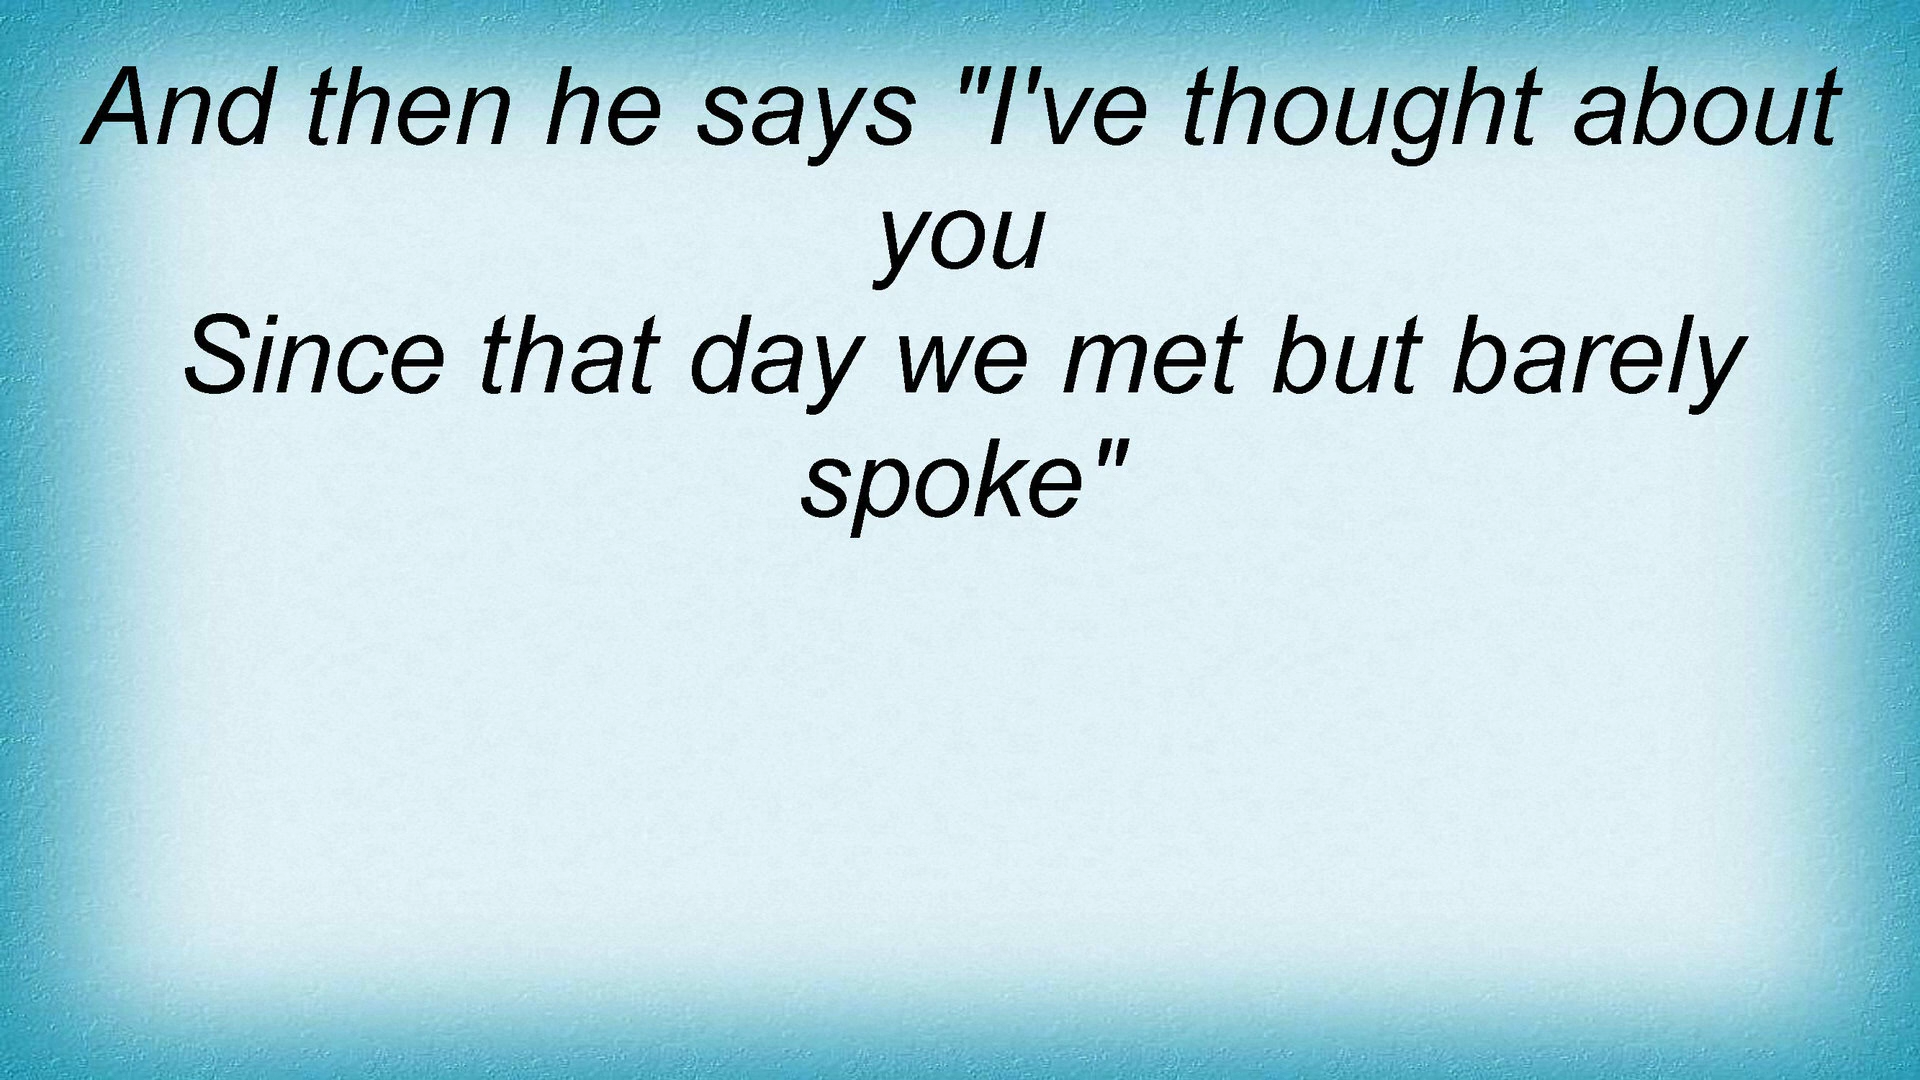 And then he says "I've thought about
you
Since that day we met but barely
spoke"